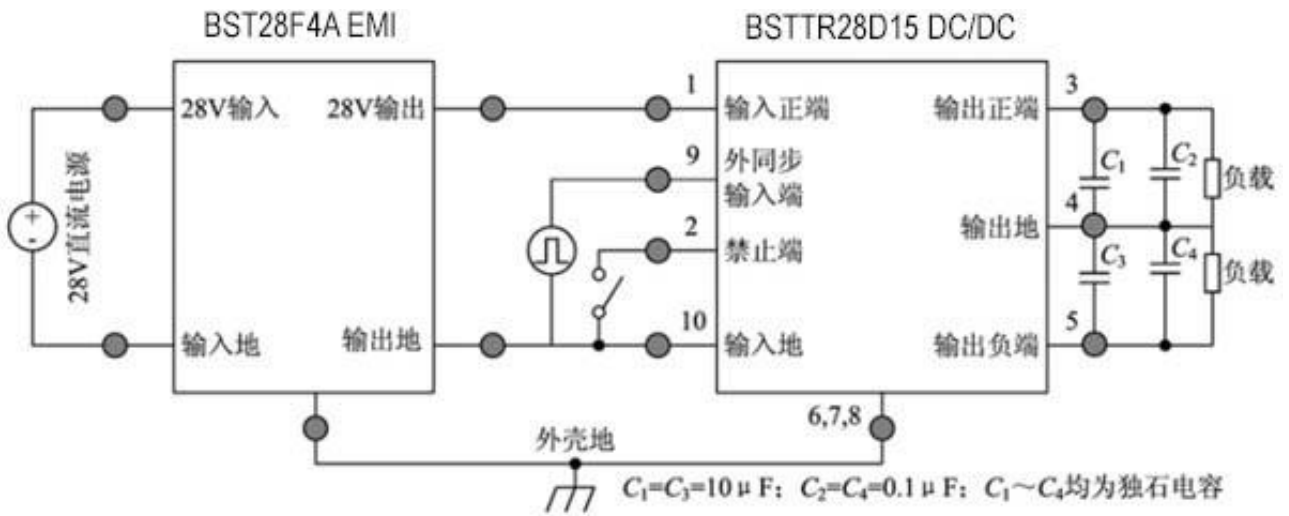 BST28F4A EMI
BSTTR28D15 DC/DC
28V直流电源
+
-
28V输入
28V输出
输入地
输出地
1
输入正端
9
外同步
输入端
2
禁止端
10
输入地
3
输出正端
4
输出地
5
输出负端
6,7,8
C₁
C₂
负载
C₃
C₄
负载
外壳地
C₁=C₃=10μF; C₂=C₄=0.1μF; C₁~C₄均为独石电容